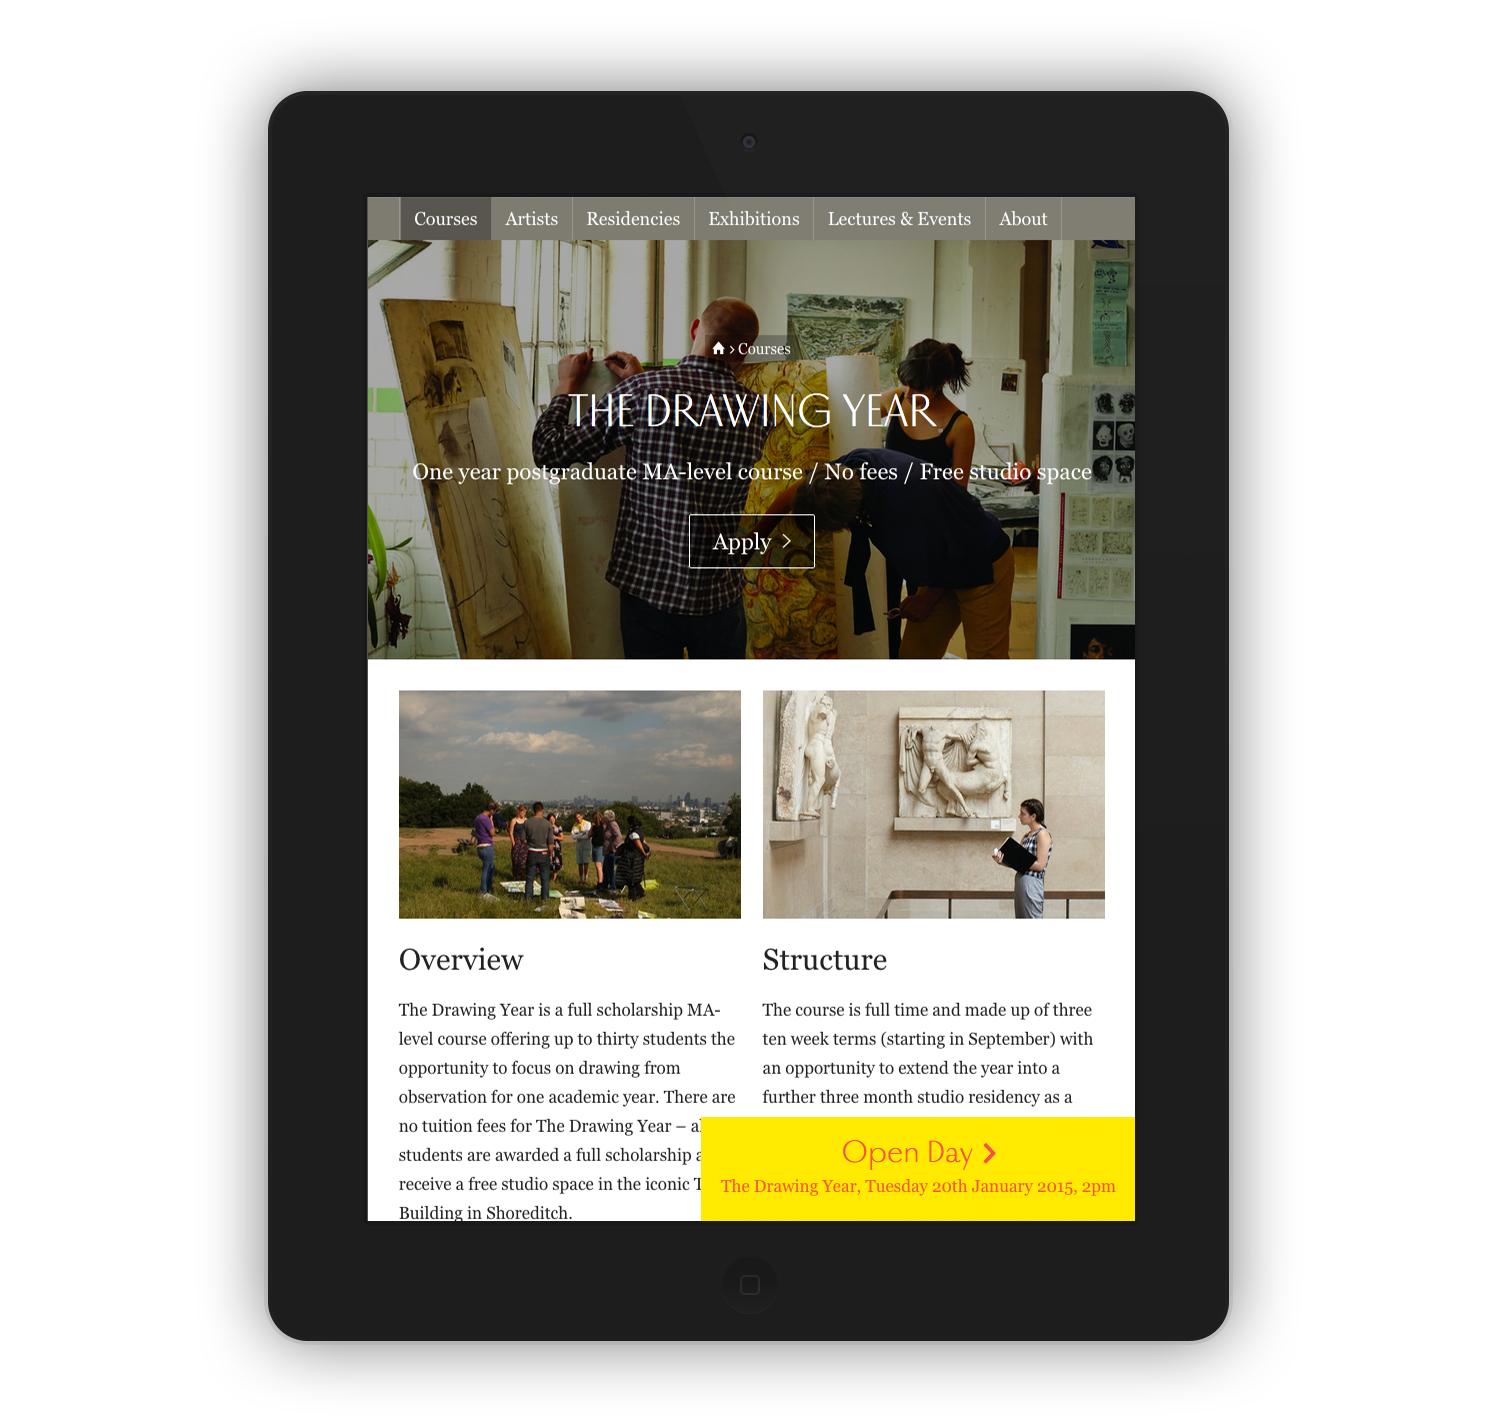 Courses Artists Residencies Exhibitions Lectures & Events About
› Courses
THE DRAWING YEAR
One year postgraduate MA-level course / No fees / Free studio space
Apply
Overview
The Drawing Year is a full scholarship MA-
level course offering up to thirty students the
opportunity to focus on drawing from
observation for one academic year. There are
no tuition fees for The Drawing Year –
students are awarded a full scholarship
receive a free studio space in the iconic
Building in Shoreditch.
Structure
The course is full time and made up of three
ten week terms (starting in September) with
an opportunity to extend the year into a
further three month studio residency as a
Open Day
The Drawing Year, Tuesday 20th January 2015, 2pm